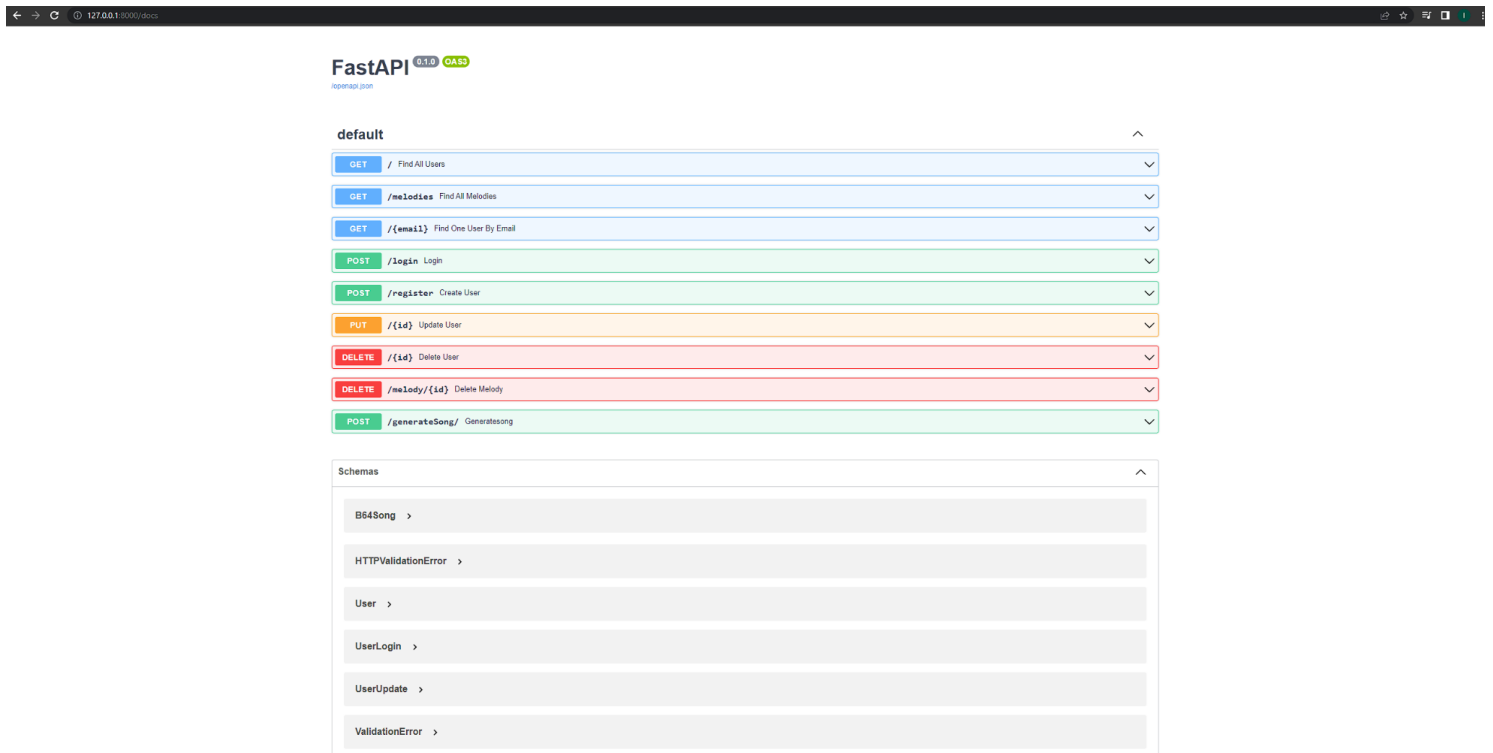 127.0.0.1:8000/docs
FastAPI 0.1.0 OAS3
/openapi.json
default
GET / Find All Users
GET /melodies Find All Melodies
GET /{email} Find One User By Email
POST /login Login
POST /register Create User
PUT /{id} Update User
DELETE /{id} Delete User
DELETE /melody/{id} Delete Melody
POST /generateSong/ Generatesong
Schemas
B64Song
HTTPValidationError
User
UserLogin
UserUpdate
ValidationError